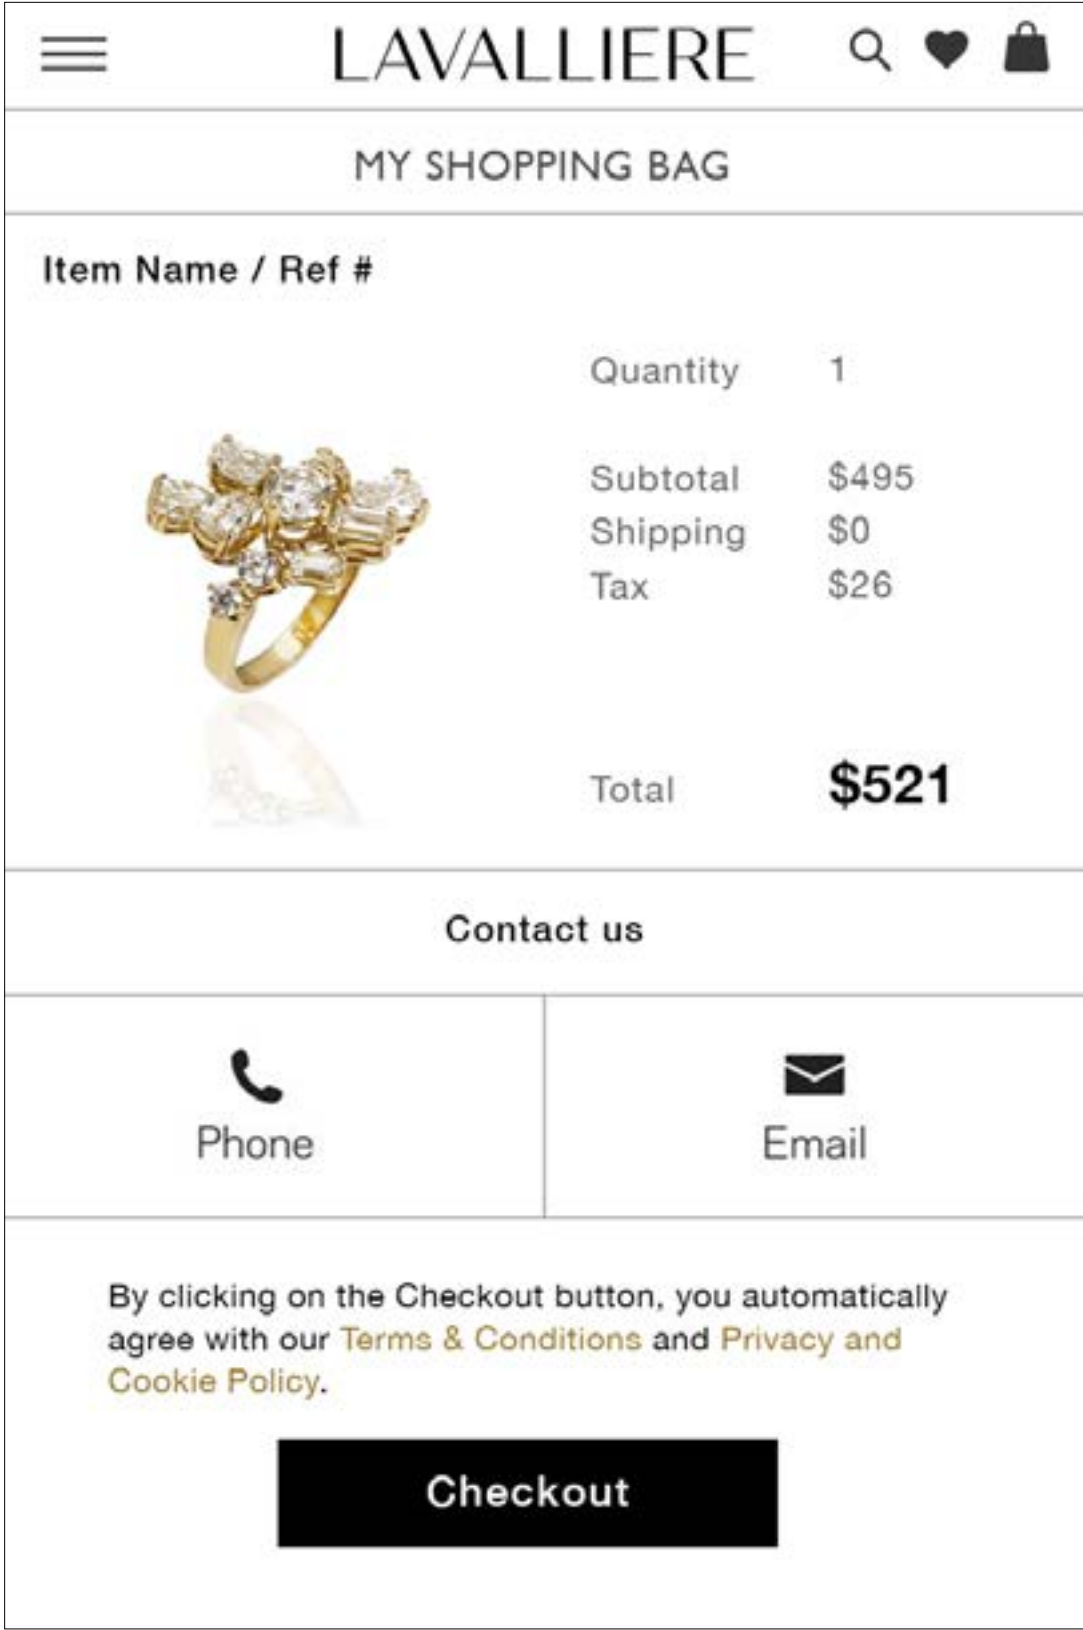 LAVALLIERE
MY SHOPPING BAG
Item Name / Ref #
Quantity 1
Subtotal $495
Shipping $0
Tax $26
Total $521
Contact us
Phone Email
By clicking on the Checkout button, you automatically
agree with our Terms & Conditions and Privacy and
Cookie Policy.
Checkout